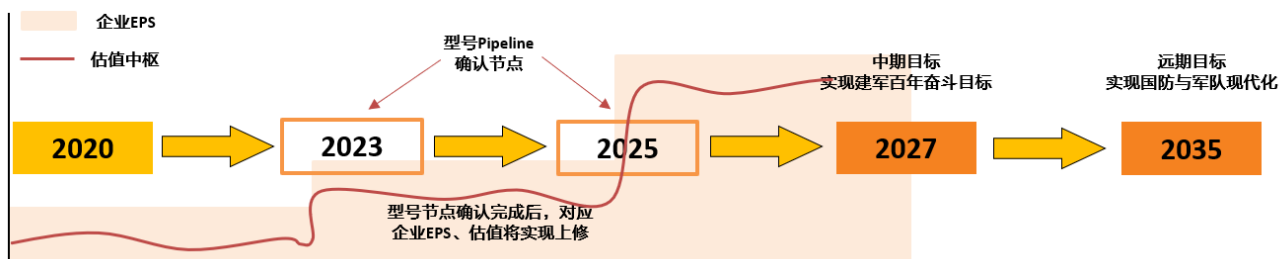 企业EPS
估值中枢
型号Pipeline
确认节点
中期目标
实现建军百年奋斗目标
远期目标
实现国防与军队现代化
2020
2023
2025
2027
2035
型号节点确认完成后，对应
企业EPS、估值将实现上修